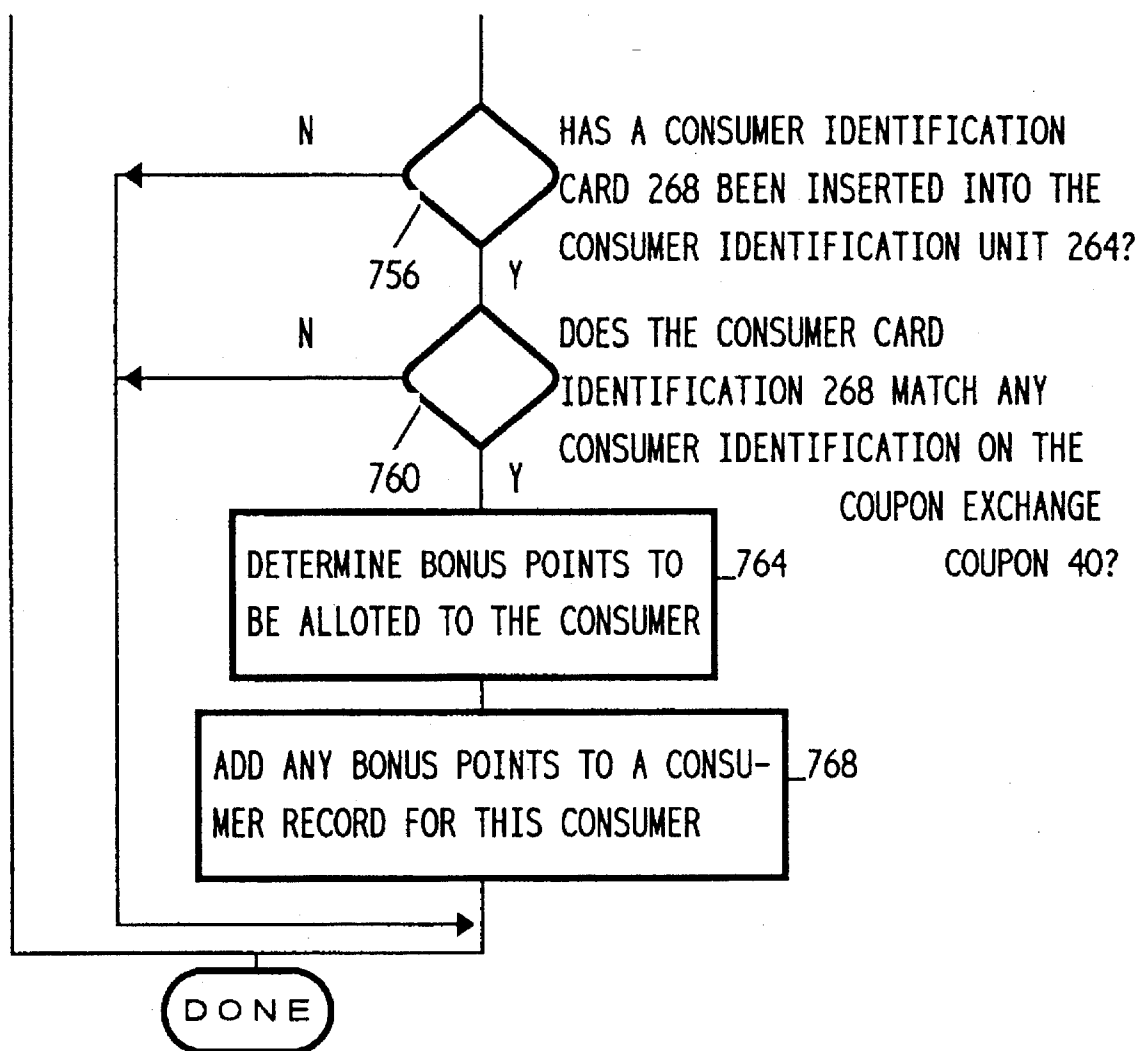 N
HAS A CONSUMER IDENTIFICATION
CARD 268 BEEN INSERTED INTO THE
CONSUMER IDENTIFICATION UNIT 264?
756
Y
N
DOES THE CONSUMER CARD
IDENTIFICATION 268 MATCH ANY
CONSUMER IDENTIFICATION ON THE
COUPON EXCHANGE
COUPON 40?
760
Y
DETERMINE BONUS POINTS TO
BE ALLOTED TO THE CONSUMER
764
ADD ANY BONUS POINTS TO A CONSU-
MER RECORD FOR THIS CONSUMER
768
DONE